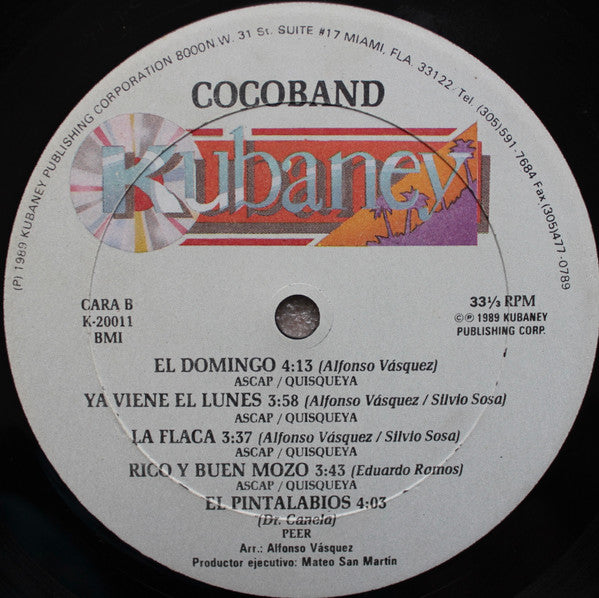 (P) 1989 KUBANEY PUBLISHING CORPORATION 8000N W. 31 St. SUITE #17 MIAMI, FLA. 33122. Tel. (305)591-7684 Fax (305)477-0789
COCOBAND
Kubaney
CARA B
K-20011
BMI
33⅓ RPM
©℗ 1989 KUBANEY
PUBLISHING CORP.
EL DOMINGO 4:13 (Alfonso Vásquez)
ASCAP / QUISQUEYA
YA VIENE EL LUNES 3:58 (Alfonso Vásquez / Silvio Sosa)
ASCAP / QUISQUEYA
LA FLACA 3:37 (Alfonso Vásquez / Silvio Sosa)
ASCAP / QUISQUEYA
RICO Y BUEN MOZO 3:43 (Eduardo Ramos)
ASCAP / QUISQUEYA
EL PINTALABIOS 4:03
(Dr. Canela)
PEER
Arr.: Alfonso Vásquez
Productor ejecutivo: Mateo San Martín